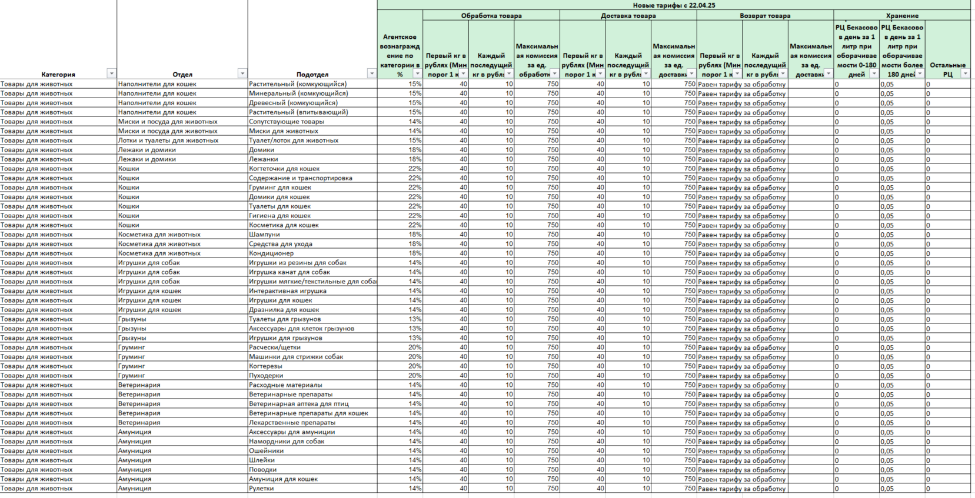 Новые тарифы с 22.04.25
Обработка товара Доставка товара Возврат товара Хранение
Категория Отдел Подотдел Агентское вознаграждение по категории в % Первый кг в рублях (Мин порог 1 к Каждый последущий кг в рубля Максимальная комиссия за ед. обработк Первый кг в рублях (Мин порог 1 к Каждый последущий кг в рубля Максимальная комиссия за ед. доставк Первый кг в рублях (Мин порог 1 к Каждый последущий кг в рубля Максимальная комиссия за ед. доставк РЦ Бекасово в день за 1 литр при оборачиваемости 0-180 дней РЦ Бекасово в день за 1 литр при оборачиваемости более 180 дней Остальные РЦ
Товары для животных Наполнители для кошек Растительный (комкующийся) 15% 40 10 750 40 10 750 Равен тарифу за обработку 0 0,05 0
Товары для животных Наполнители для кошек Минеральный (комкующийся) 15% 40 10 750 40 10 750 Равен тарифу за обработку 0 0,05 0
Товары для животных Наполнители для кошек Древесный (комкующийся) 15% 40 10 750 40 10 750 Равен тарифу за обработку 0 0,05 0
Товары для животных Наполнители для кошек Растительный (впитывающий) 15% 40 10 750 40 10 750 Равен тарифу за обработку 0 0,05 0
Товары для животных Миски и посуда для животных Сопутствующие товары 14% 40 10 750 40 10 750 Равен тарифу за обработку 0 0,05 0
Товары для животных Миски и посуда для животных Миски для животных 14% 40 10 750 40 10 750 Равен тарифу за обработку 0 0,05 0
Товары для животных Лотки и туалеты для животных Туалет/лоток для животных 15% 40 10 750 40 10 750 Равен тарифу за обработку 0 0,05 0
Товары для животных Лежаки и домики Домики 18% 40 10 750 40 10 750 Равен тарифу за обработку 0 0,05 0
Товары для животных Лежаки и домики Лежанки 18% 40 10 750 40 10 750 Равен тарифу за обработку 0 0,05 0
Товары для животных Кошки Когтеточки для кошек 22% 40 10 750 40 10 750 Равен тарифу за обработку 0 0,05 0
Товары для животных Кошки Содержание и транспортировка 22% 40 10 750 40 10 750 Равен тарифу за обработку 0 0,05 0
Товары для животных Кошки Груминг для кошек 22% 40 10 750 40 10 750 Равен тарифу за обработку 0 0,05 0
Товары для животных Кошки Домики для кошек 22% 40 10 750 40 10 750 Равен тарифу за обработку 0 0,05 0
Товары для животных Кошки Туалеты для кошек 22% 40 10 750 40 10 750 Равен тарифу за обработку 0 0,05 0
Товары для животных Кошки Гигиена для кошек 22% 40 10 750 40 10 750 Равен тарифу за обработку 0 0,05 0
Товары для животных Кошки Косметика для кошек 22% 40 10 750 40 10 750 Равен тарифу за обработку 0 0,05 0
Товары для животных Косметика для животных Шампуни 18% 40 10 750 40 10 750 Равен тарифу за обработку 0 0,05 0
Товары для животных Косметика для животных Средства для ухода 18% 40 10 750 40 10 750 Равен тарифу за обработку 0 0,05 0
Товары для животных Косметика для животных Кондиционер 18% 40 10 750 40 10 750 Равен тарифу за обработку 0 0,05 0
Товары для животных Игрушки для собак Игрушки из резины для собак 14% 40 10 750 40 10 750 Равен тарифу за обработку 0 0,05 0
Товары для животных Игрушки для собак Игрушка канат для собак 14% 40 10 750 40 10 750 Равен тарифу за обработку 0 0,05 0
Товары для животных Игрушки для собак Игрушки мягкие/текстильные для соба 14% 40 10 750 40 10 750 Равен тарифу за обработку 0 0,05 0
Товары для животных Игрушки для кошек Интерактивная игрушка 14% 40 10 750 40 10 750 Равен тарифу за обработку 0 0,05 0
Товары для животных Игрушки для кошек Игрушки для кошек 14% 40 10 750 40 10 750 Равен тарифу за обработку 0 0,05 0
Товары для животных Игрушки для кошек Дразнилка для кошек 14% 40 10 750 40 10 750 Равен тарифу за обработку 0 0,05 0
Товары для животных Грызуны Туалеты для грызунов 13% 40 10 750 40 10 750 Равен тарифу за обработку 0 0,05 0
Товары для животных Грызуны Аксессуары для клеток грызунов 13% 40 10 750 40 10 750 Равен тарифу за обработку 0 0,05 0
Товары для животных Грызуны Игрушки для грызунов 13% 40 10 750 40 10 750 Равен тарифу за обработку 0 0,05 0
Товары для животных Груминг Расчески/щетки 20% 40 10 750 40 10 750 Равен тарифу за обработку 0 0,05 0
Товары для животных Груминг Машинки для стрижки собак 20% 40 10 750 40 10 750 Равен тарифу за обработку 0 0,05 0
Товары для животных Груминг Когтерезы 20% 40 10 750 40 10 750 Равен тарифу за обработку 0 0,05 0
Товары для животных Груминг Пуходерки 20% 40 10 750 40 10 750 Равен тарифу за обработку 0 0,05 0
Товары для животных Ветеринария Расходные материалы 14% 40 10 750 40 10 750 Равен тарифу за обработку 0 0,05 0
Товары для животных Ветеринария Ветеринарные препараты 14% 40 10 750 40 10 750 Равен тарифу за обработку 0 0,05 0
Товары для животных Ветеринария Ветеринарная аптека для птиц 14% 40 10 750 40 10 750 Равен тарифу за обработку 0 0,05 0
Товары для животных Ветеринария Ветеринарные препараты для кошек 14% 40 10 750 40 10 750 Равен тарифу за обработку 0 0,05 0
Товары для животных Ветеринария Лекарственные препараты 14% 40 10 750 40 10 750 Равен тарифу за обработку 0 0,05 0
Товары для животных Амуниция Аксессуары для амуниции 14% 40 10 750 40 10 750 Равен тарифу за обработку 0 0,05 0
Товары для животных Амуниция Намордники для собак 14% 40 10 750 40 10 750 Равен тарифу за обработку 0 0,05 0
Товары для животных Амуниция Ошейники 14% 40 10 750 40 10 750 Равен тарифу за обработку 0 0,05 0
Товары для животных Амуниция Шлейки 14% 40 10 750 40 10 750 Равен тарифу за обработку 0 0,05 0
Товары для животных Амуниция Поводки 14% 40 10 750 40 10 750 Равен тарифу за обработку 0 0,05 0
Товары для животных Амуниция Амуниция для кошек 14% 40 10 750 40 10 750 Равен тарифу за обработку 0 0,05 0
Товары для животных Амуниция Рулетки 14% 40 10 750 40 10 750 Равен тарифу за обработку 0 0,05 0